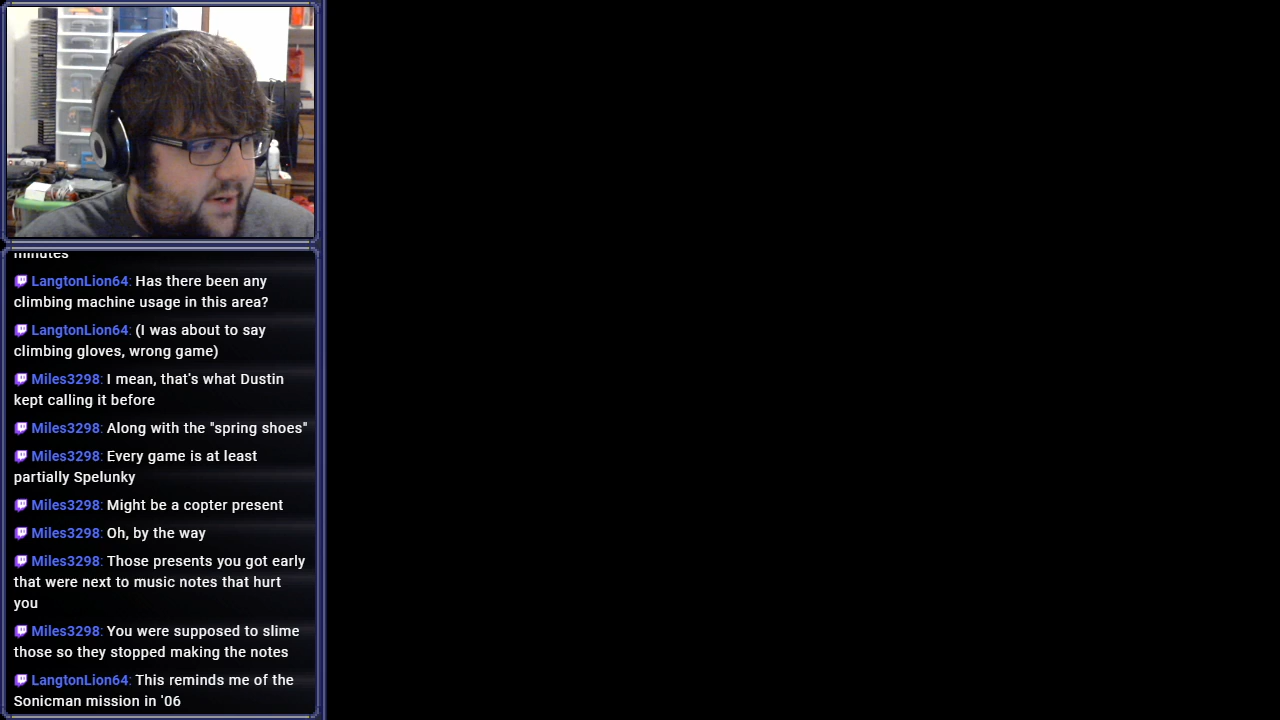 minutes
LangtonLion64: Has there been any
climbing machine usage in this area?
LangtonLion64: (I was about to say
climbing gloves, wrong game)
Miles3298: I mean, that's what Dustin
kept calling it before
Miles3298: Along with the "spring shoes"
Miles3298: Every game is at least
partially Spelunky
Miles3298: Might be a copter present
Miles3298: Oh, by the way
Miles3298: Those presents you got early
that were next to music notes that hurt
you
Miles3298: You were supposed to slime
those so they stopped making the notes
LangtonLion64: This reminds me of the
Sonicman mission in '06